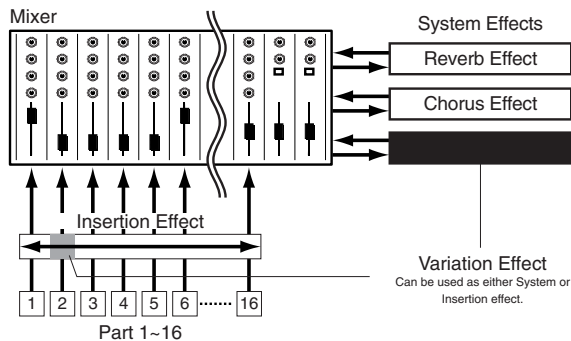 Mixer
System Effects
Reverb Effect
Chorus Effect
Insertion Effect
Variation Effect
Can be used as either System or
Insertion effect.
1 2 3 4 5 6 ······· 16
Part 1~16